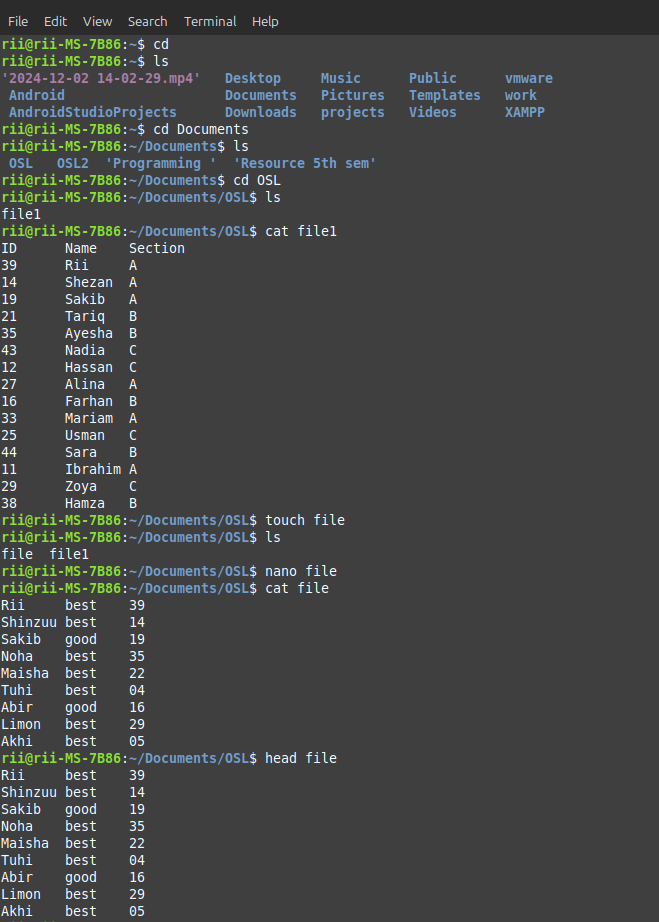 File Edit View Search Terminal Help
rii@rii-MS-7B86:~$ cd
rii@rii-MS-7B86:~$ ls
'2024-12-02 14-02-29.mp4' Desktop Music Public vmware
Android Documents Pictures Templates work
AndroidStudioProjects Downloads projects Videos XAMPP
rii@rii-MS-7B86:~$ cd Documents
rii@rii-MS-7B86:~/Documents$ ls
OSL OSL2 'Programming ' 'Resource 5th sem'
rii@rii-MS-7B86:~/Documents$ cd OSL
rii@rii-MS-7B86:~/Documents/OSL$ ls
file1
rii@rii-MS-7B86:~/Documents/OSL$ cat file1
ID Name Section
39 Rii A
14 Shezan A
19 Sakib A
21 Tariq B
35 Ayesha B
43 Nadia C
12 Hassan C
27 Alina A
16 Farhan B
33 Mariam A
25 Usman C
44 Sara B
11 Ibrahim A
29 Zoya C
38 Hamza B
rii@rii-MS-7B86:~/Documents/OSL$ touch file
rii@rii-MS-7B86:~/Documents/OSL$ ls
file file1
rii@rii-MS-7B86:~/Documents/OSL$ nano file
rii@rii-MS-7B86:~/Documents/OSL$ cat file
Rii best 39
Shinzuu best 14
Sakib good 19
Noha best 35
Maisha best 22
Tuhi best 04
Abir good 16
Limon best 29
Akhi best 05
rii@rii-MS-7B86:~/Documents/OSL$ head file
Rii best 39
Shinzuu best 14
Sakib good 19
Noha best 35
Maisha best 22
Tuhi best 04
Abir good 16
Limon best 29
Akhi best 05